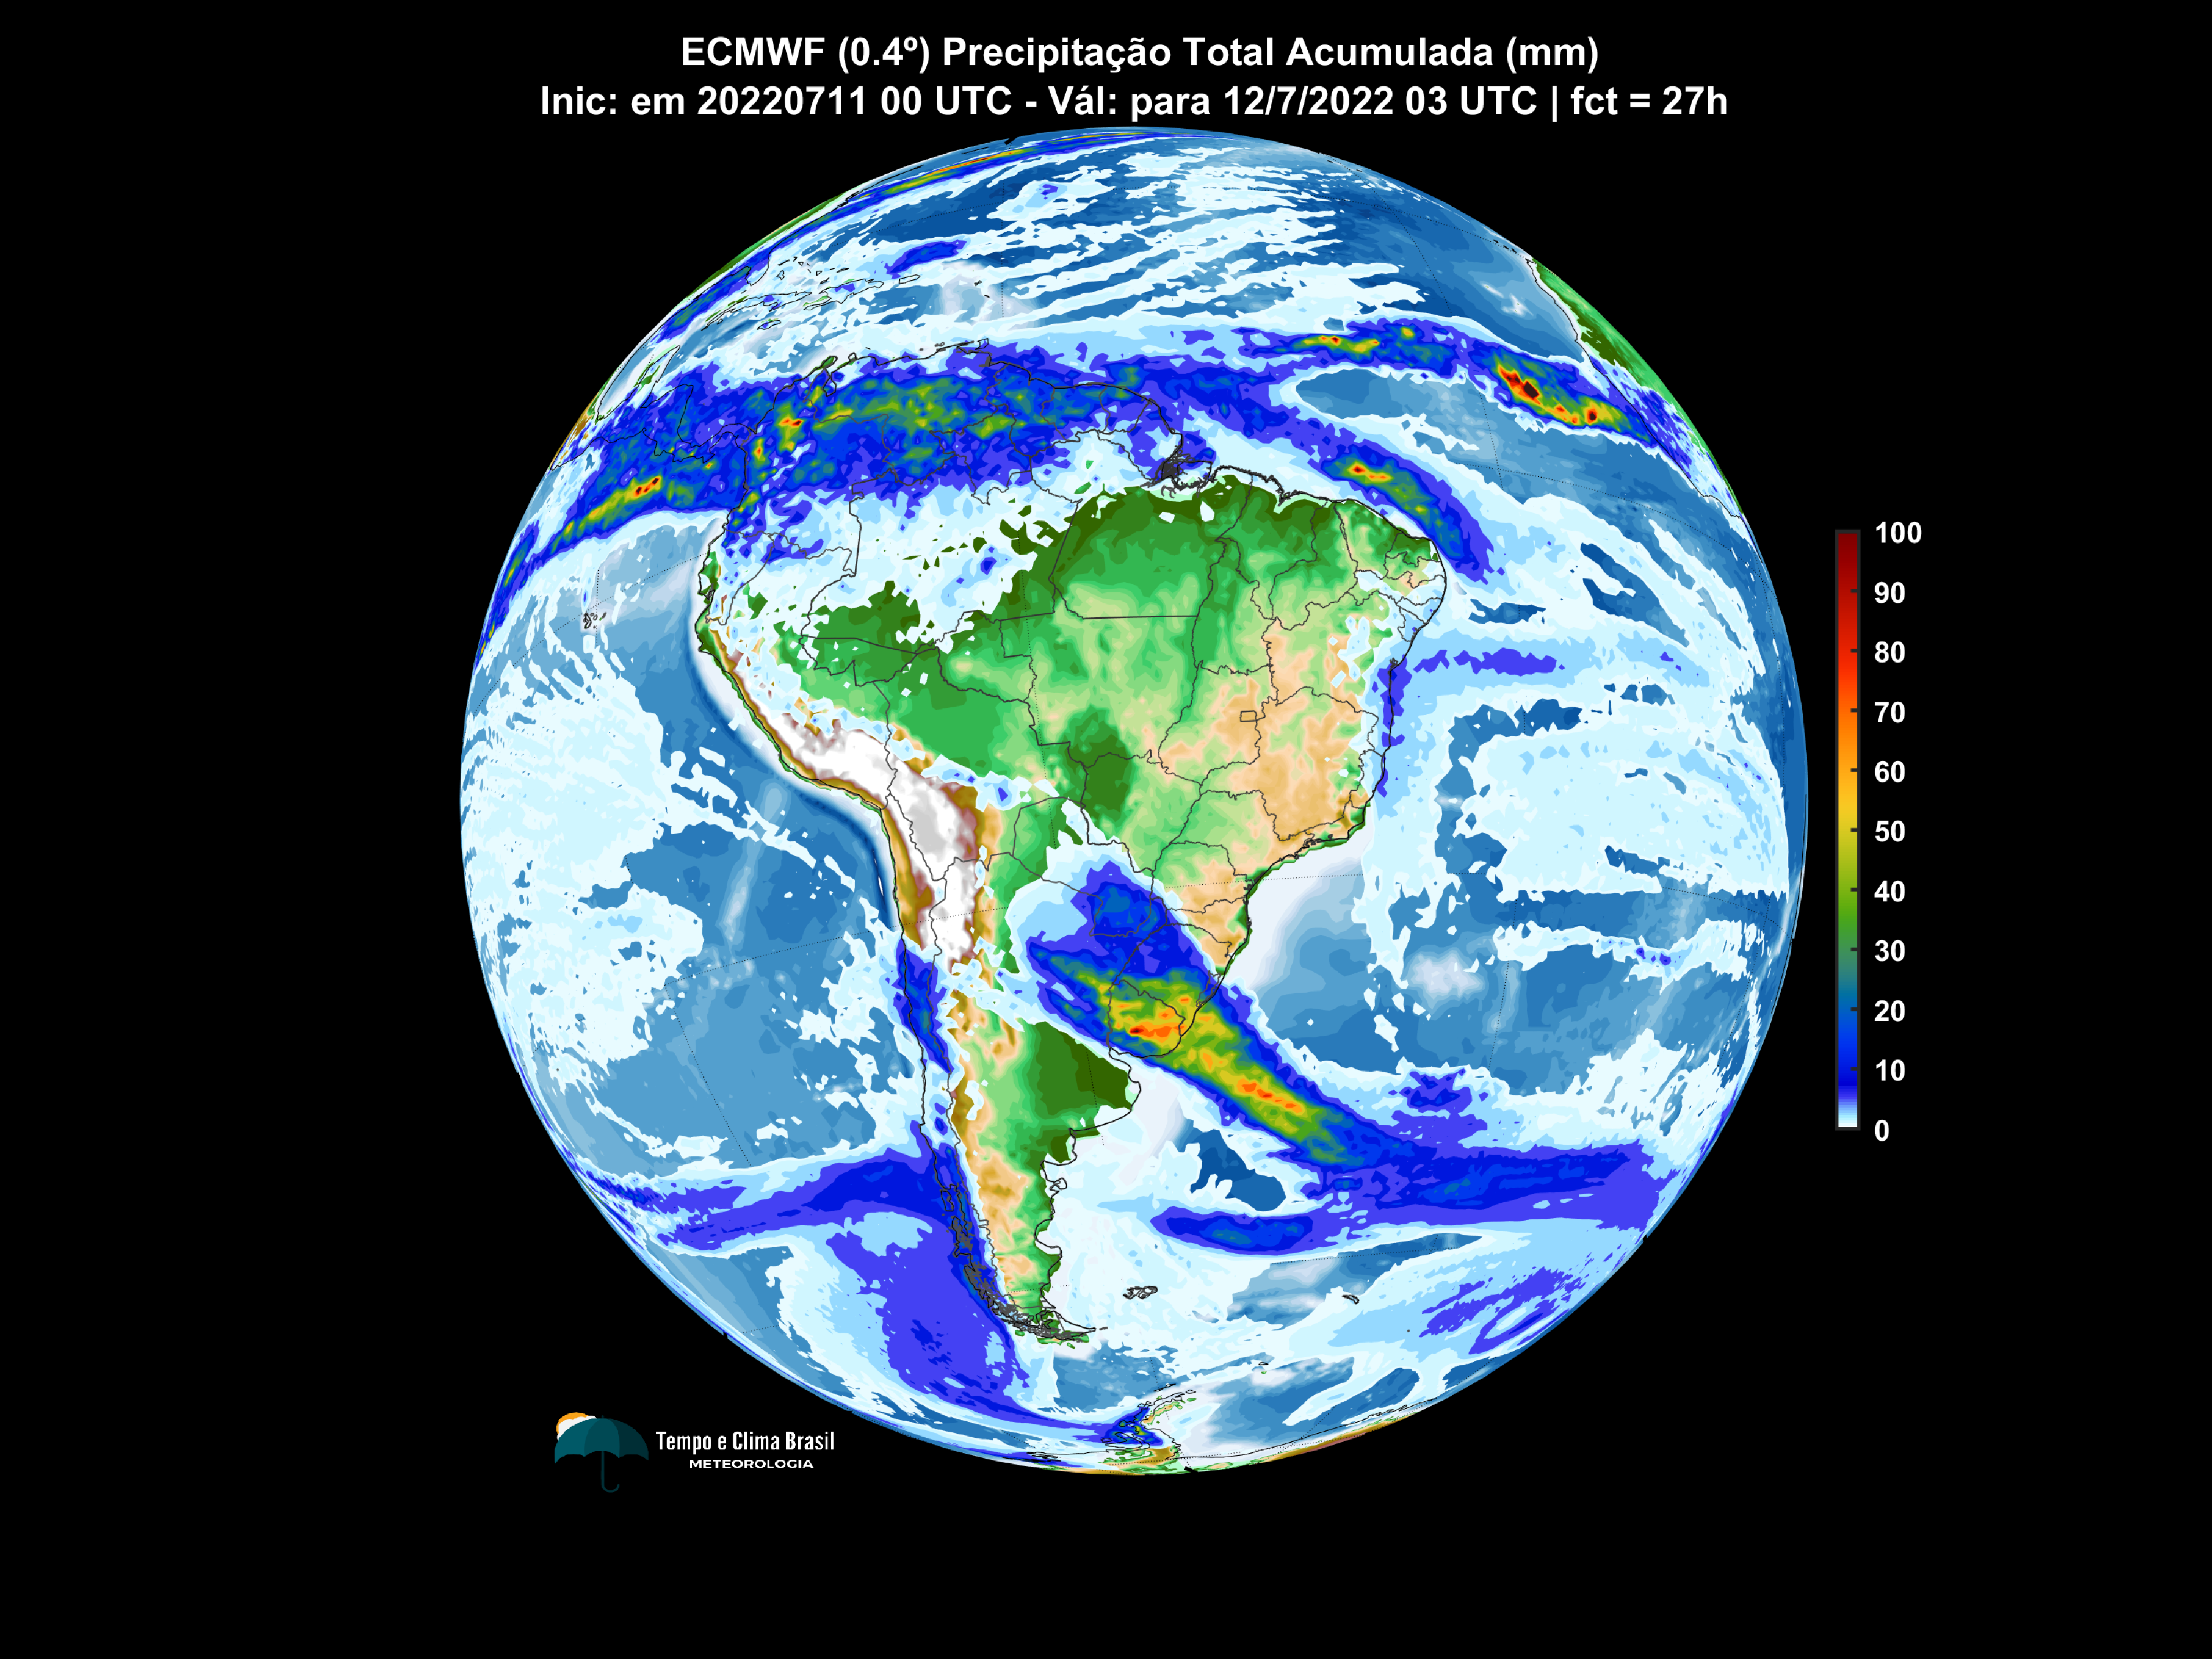 ECMWF (0.4º) Precipitação Total Acumulada (mm)
Inic: em 20220711 00 UTC - Vál: para 12/7/2022 03 UTC | fct = 27h
100
90
80
70
60
50
40
30
20
10
0
Tempo e Clima Brasil
METEOROLOGIA